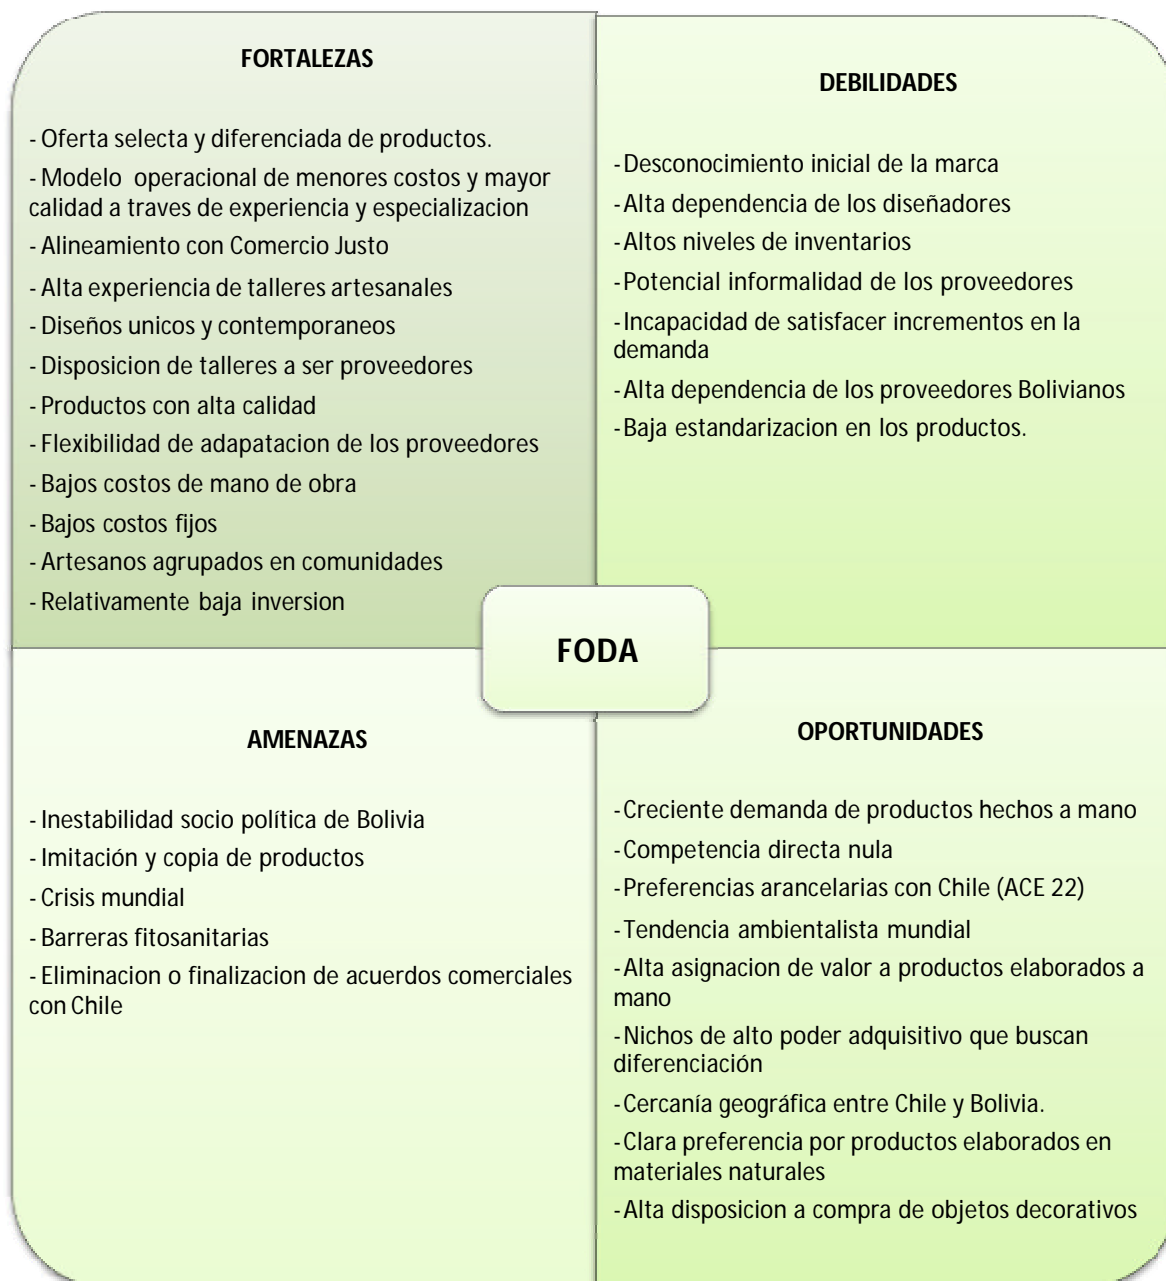 FORTALEZAS
- Oferta selecta y diferenciada de productos.
- Modelo operacional de menores costos y mayor
calidad a traves de experiencia y especializacion
- Alineamiento con Comercio Justo
- Alta experiencia de talleres artesanales
- Diseños unicos y contemporaneos
- Disposicion de talleres a ser proveedores
- Productos con alta calidad
- Flexibilidad de adapatacion de los proveedores
- Bajos costos de mano de obra
- Bajos costos fijos
- Artesanos agrupados en comunidades
- Relativamente baja inversion
DEBILIDADES
-Desconocimiento inicial de la marca
-Alta dependencia de los diseñadores
-Altos niveles de inventarios
-Potencial informalidad de los proveedores
-Incapacidad de satisfacer incrementos en la
demanda
-Alta dependencia de los proveedores Bolivianos
-Baja estandarizacion en los productos.
FODA
AMENAZAS
- Inestabilidad socio política de Bolivia
- Imitación y copia de productos
- Crisis mundial
- Barreras fitosanitarias
- Eliminacion o finalizacion de acuerdos comerciales
con Chile
OPORTUNIDADES
-Creciente demanda de productos hechos a mano
-Competencia directa nula
-Preferencias arancelarias con Chile (ACE 22)
-Tendencia ambientalista mundial
-Alta asignacion de valor a productos elaborados a
mano
-Nichos de alto poder adquisitivo que buscan
diferenciación
-Cercanía geográfica entre Chile y Bolivia.
-Clara preferencia por productos elaborados en
materiales naturales
-Alta disposicion a compra de objetos decorativos